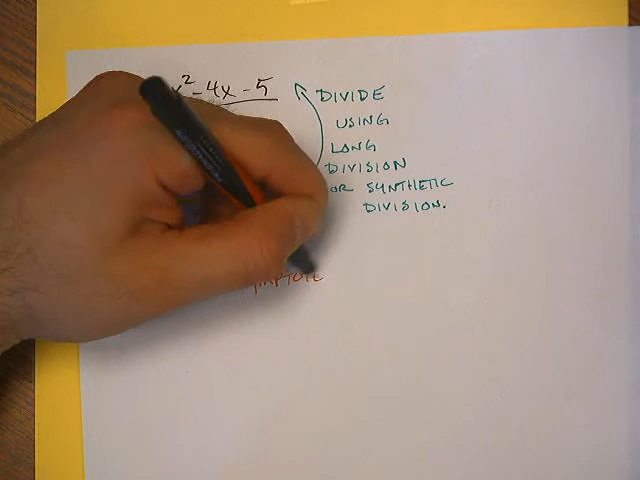 x² - 4x - 5
DIVIDE
USING
LONG
DIVISION
OR SYNTHETIC
DIVISION.